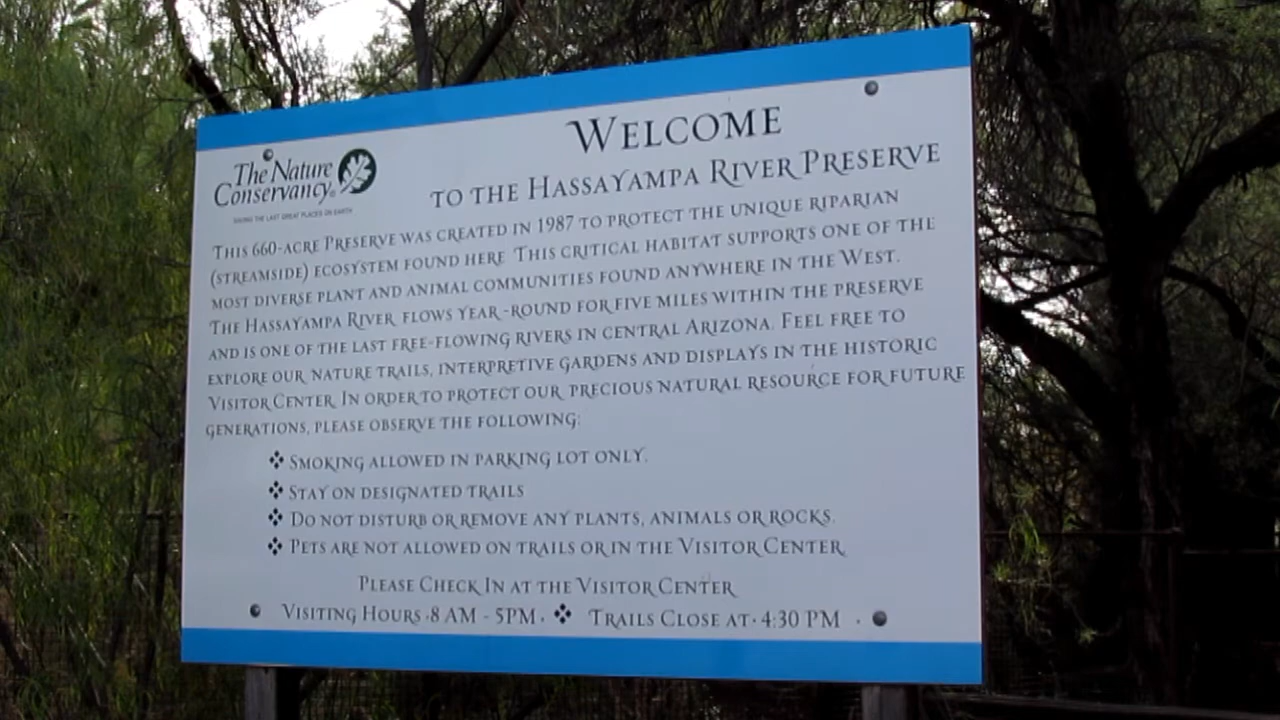 The Nature
Conservancy®
SAVING THE LAST GREAT PLACES ON EARTH
WELCOME
TO THE HASSAYAMPA RIVER PRESERVE
THIS 660-ACRE PRESERVE WAS CREATED IN 1987 TO PROTECT THE UNIQUE RIPARIAN
(STREAMSIDE) ECOSYSTEM FOUND HERE THIS CRITICAL HABITAT SUPPORTS ONE OF THE
MOST DIVERSE PLANT AND ANIMAL COMMUNITIES FOUND ANYWHERE IN THE WEST.
THE HASSAYAMPA RIVER FLOWS YEAR-ROUND FOR FIVE MILES WITHIN THE PRESERVE
AND IS ONE OF THE LAST FREE-FLOWING RIVERS IN CENTRAL ARIZONA. FEEL FREE TO
EXPLORE OUR NATURE TRAILS, INTERPRETIVE GARDENS AND DISPLAYS IN THE HISTORIC
VISITOR CENTER. IN ORDER TO PROTECT OUR PRECIOUS NATURAL RESOURCE FOR FUTURE
GENERATIONS, PLEASE OBSERVE THE FOLLOWING:
❖ SMOKING ALLOWED IN PARKING LOT ONLY.
❖ STAY ON DESIGNATED TRAILS
❖ DO NOT DISTURB OR REMOVE ANY PLANTS, ANIMALS OR ROCKS.
❖ PETS ARE NOT ALLOWED ON TRAILS OR IN THE VISITOR CENTER
PLEASE CHECK IN AT THE VISITOR CENTER
VISITING HOURS · 8 AM - 5PM · ❖ TRAILS CLOSE AT · 4:30 PM ·